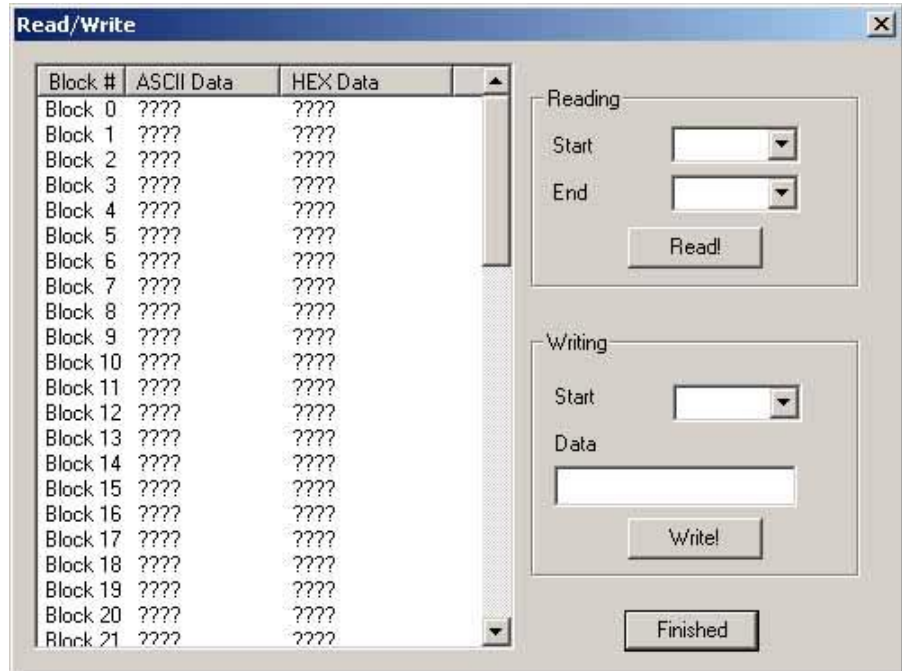 Read/Write
Block # ASCII Data HEX Data
Block 0 ???? ????
Block 1 ???? ????
Block 2 ???? ????
Block 3 ???? ????
Block 4 ???? ????
Block 5 ???? ????
Block 6 ???? ????
Block 7 ???? ????
Block 8 ???? ????
Block 9 ???? ????
Block 10 ???? ????
Block 11 ???? ????
Block 12 ???? ????
Block 13 ???? ????
Block 14 ???? ????
Block 15 ???? ????
Block 16 ???? ????
Block 17 ???? ????
Block 18 ???? ????
Block 19 ???? ????
Block 20 ???? ????
Block 21 ???? ????
Reading
Start
End
Read!
Writing
Start
Data
Write!
Finished